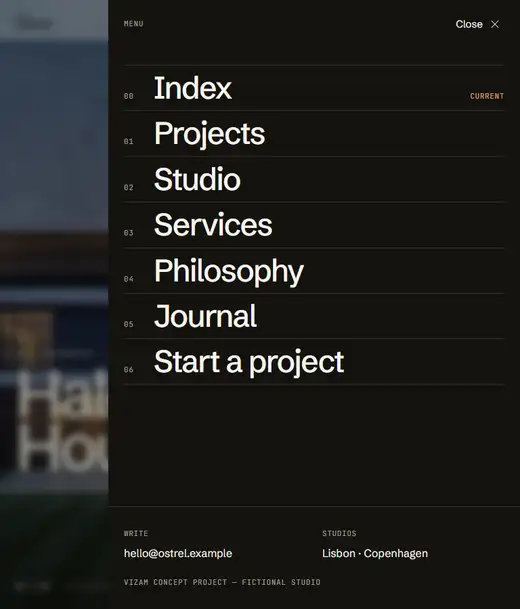 MENU
Close
00 Index CURRENT
01 Projects
02 Studio
03 Services
04 Philosophy
05 Journal
06 Start a project
WRITE
hello@ostrel.example
STUDIOS
Lisbon · Copenhagen
VIZAM CONCEPT PROJECT — FICTIONAL STUDIO